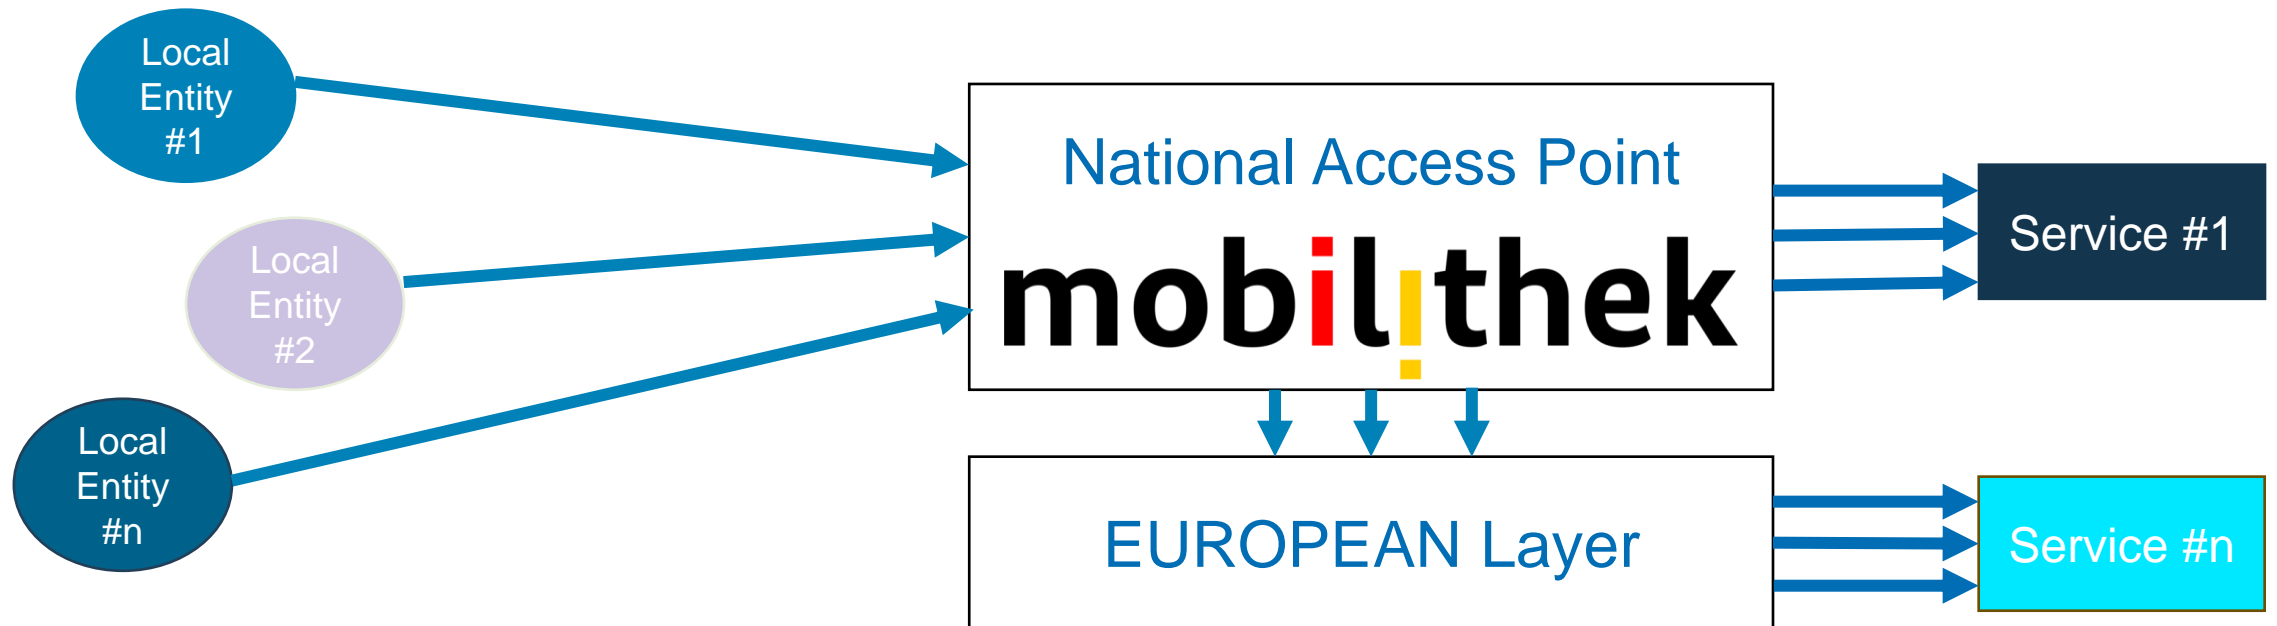 Local
Entity
#1
National Access Point
Service #1
mobilithek
Local
Entity
#2
Local
Entity
#n
EUROPEAN Layer
Service #n